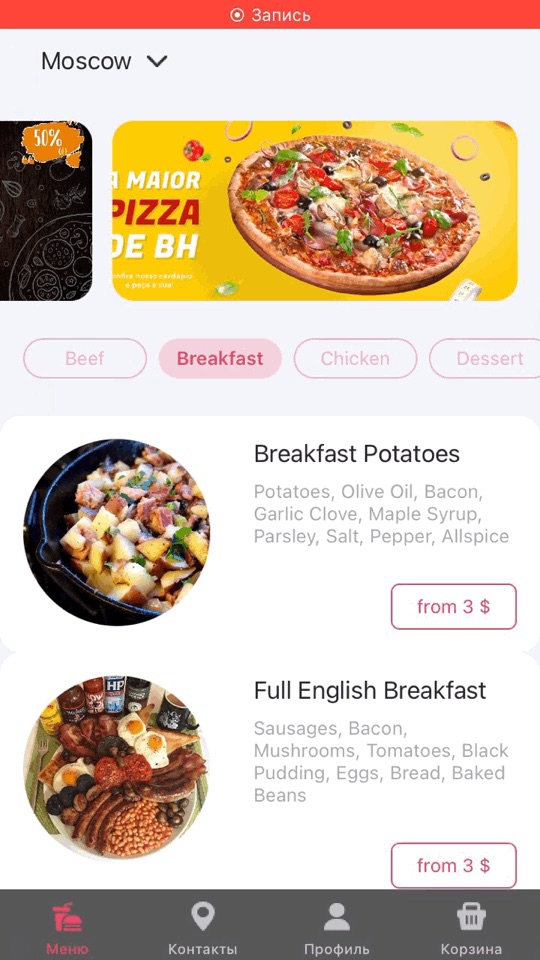 Запись
Moscow
50%
A MAIOR
PIZZA
DE BH
Beef
Breakfast
Chicken
Dessert
Breakfast Potatoes
Potatoes, Olive Oil, Bacon,
Garlic Clove, Maple Syrup,
Parsley, Salt, Pepper, Allspice
from 3 $
HP
Full English Breakfast
Sausages, Bacon,
Mushrooms, Tomatoes, Black
Pudding, Eggs, Bread, Baked
Beans
from 3 $
Меню
Контакты
Профиль
Корзина